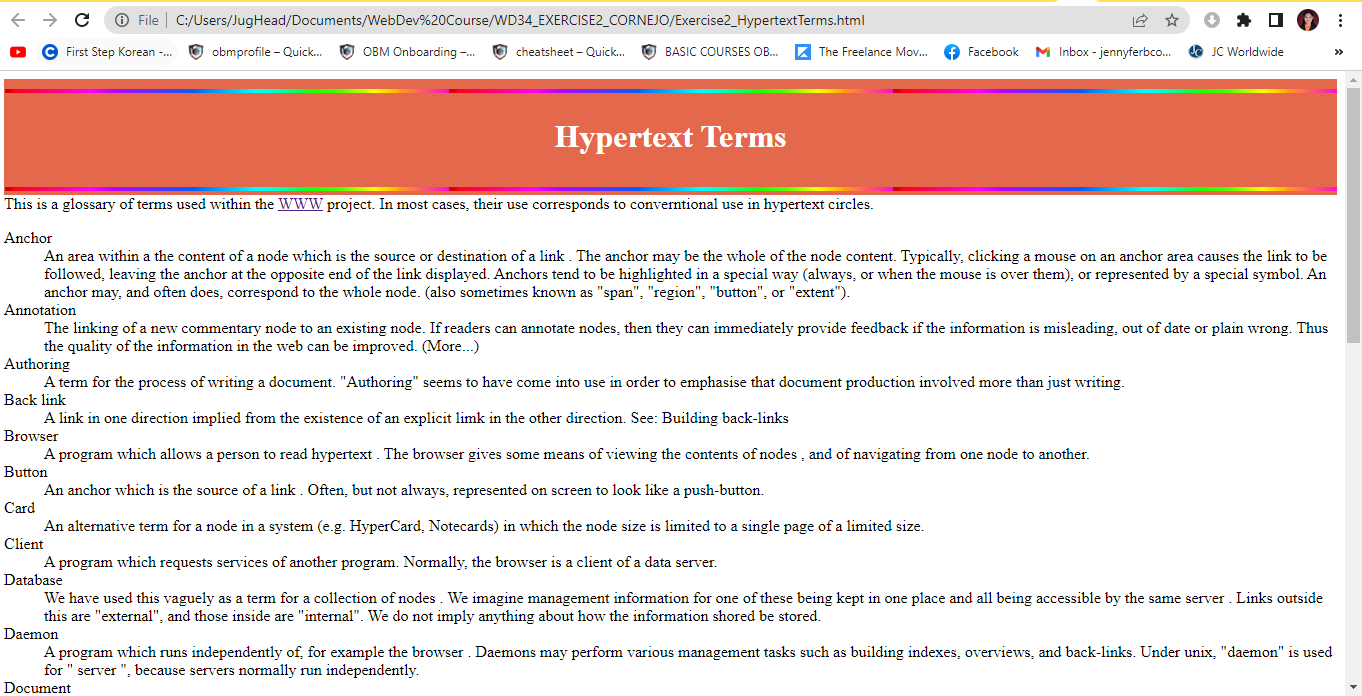 File | C:/Users/JugHead/Documents/WebDev%20Course/WD34_EXERCISE2_CORNEJO/Exercise2_HypertextTerms.html
First Step Korean -... obmprofile – Quick... OBM Onboarding –... cheatsheet – Quick... BASIC COURSES OB... The Freelance Mov... Facebook Inbox - jennyferbco... JC Worldwide »
Hypertext Terms
This is a glossary of terms used within the WWW project. In most cases, their use corresponds to converntional use in hypertext circles.
Anchor
An area within a the content of a node which is the source or destination of a link . The anchor may be the whole of the node content. Typically, clicking a mouse on an anchor area causes the link to be
followed, leaving the anchor at the opposite end of the link displayed. Anchors tend to be highlighted in a special way (always, or when the mouse is over them), or represented by a special symbol. An
anchor may, and often does, correspond to the whole node. (also sometimes known as "span", "region", "button", or "extent").
Annotation
The linking of a new commentary node to an existing node. If readers can annotate nodes, then they can immediately provide feedback if the information is misleading, out of date or plain wrong. Thus
the quality of the information in the web can be improved. (More...)
Authoring
A term for the process of writing a document. "Authoring" seems to have come into use in order to emphasise that document production involved more than just writing.
Back link
A link in one direction implied from the existence of an explicit limk in the other direction. See: Building back-links
Browser
A program which allows a person to read hypertext . The browser gives some means of viewing the contents of nodes , and of navigating from one node to another.
Button
An anchor which is the source of a link . Often, but not always, represented on screen to look like a push-button.
Card
An alternative term for a node in a system (e.g. HyperCard, Notecards) in which the node size is limited to a single page of a limited size.
Client
A program which requests services of another program. Normally, the browser is a client of a data server.
Database
We have used this vaguely as a term for a collection of nodes . We imagine management information for one of these being kept in one place and all being accessible by the same server . Links outside
this are "external", and those inside are "internal". We do not imply anything about how the information shored be stored.
Daemon
A program which runs independently of, for example the browser . Daemons may perform various management tasks such as building indexes, overviews, and back-links. Under unix, "daemon" is used
for " server ", because servers normally run independently.
Document